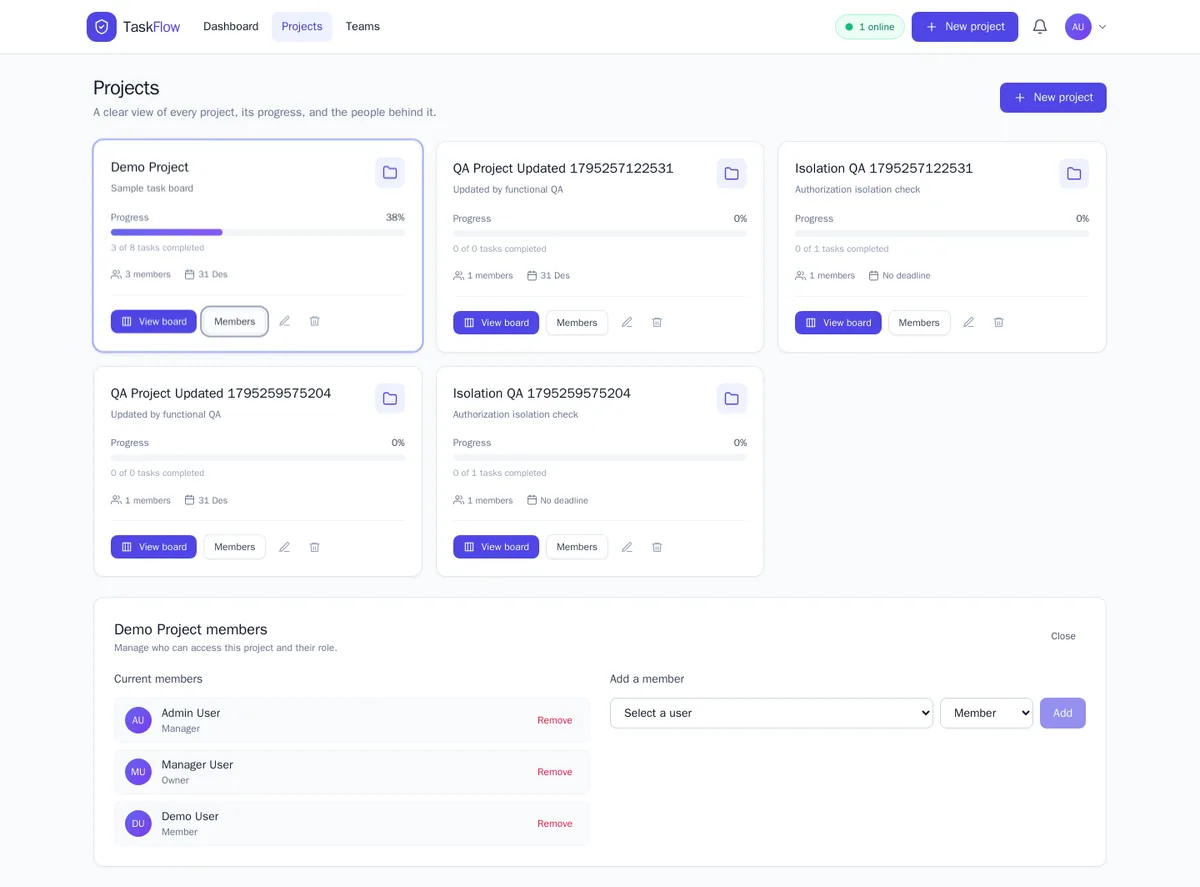 TaskFlow
Dashboard
Projects
Teams
1 online
+ New project
AU
Projects
A clear view of every project, its progress, and the people behind it.
+ New project
Demo Project
Sample task board
Progress 38%
3 of 8 tasks completed
3 members 31 Des
View board Members
QA Project Updated 1795257122531
Updated by functional QA
Progress 0%
0 of 0 tasks completed
1 members 31 Des
View board Members
Isolation QA 1795257122531
Authorization isolation check
Progress 0%
0 of 1 tasks completed
1 members No deadline
View board Members
QA Project Updated 1795259575204
Updated by functional QA
Progress 0%
0 of 0 tasks completed
1 members 31 Des
View board Members
Isolation QA 1795259575204
Authorization isolation check
Progress 0%
0 of 1 tasks completed
1 members No deadline
View board Members
Demo Project members
Manage who can access this project and their role.
Close
Current members
AU
Admin User
Manager
Remove
MU
Manager User
Owner
Remove
DU
Demo User
Member
Remove
Add a member
Select a user
Member
Add